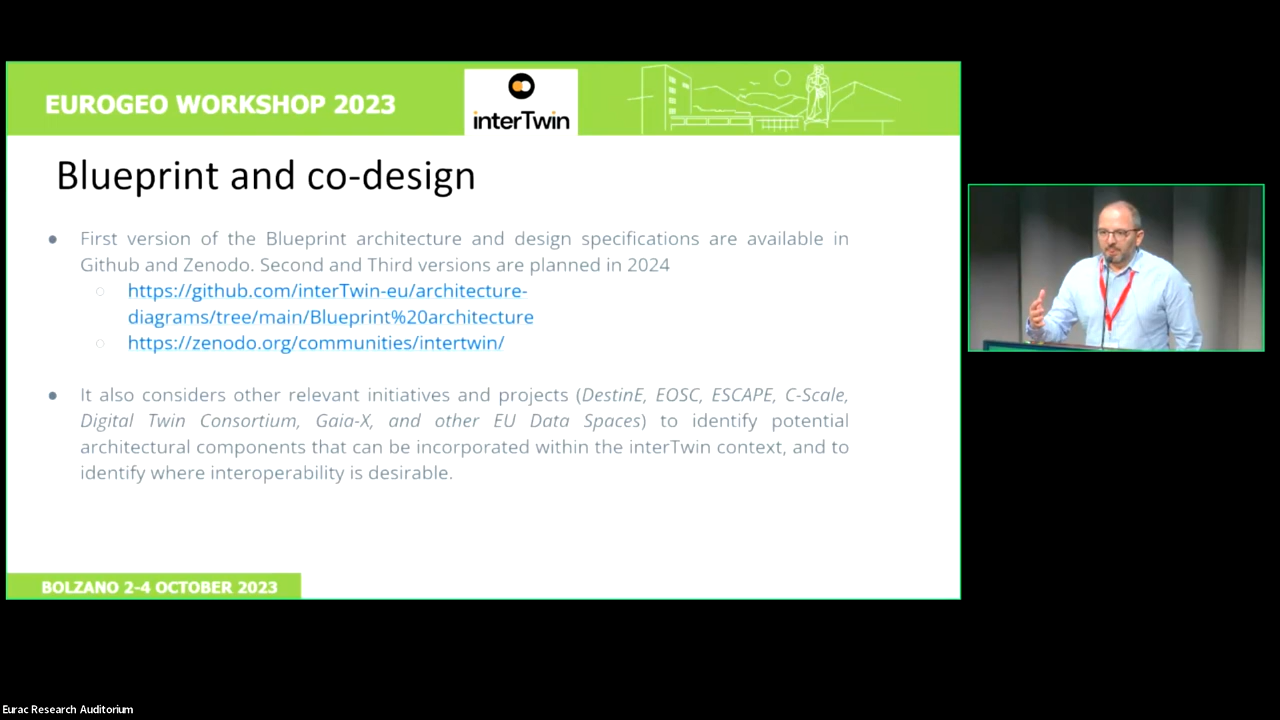 EUROGEO WORKSHOP 2023
interTwin
Blueprint and co-design
● First version of the Blueprint architecture and design specifications are available in
Github and Zenodo. Second and Third versions are planned in 2024
○ https://github.com/interTwin-eu/architecture-
diagrams/tree/main/Blueprint%20architecture
○ https://zenodo.org/communities/intertwin/
● It also considers other relevant initiatives and projects (DestinE, EOSC, ESCAPE, C-Scale,
Digital Twin Consortium, Gaia-X, and other EU Data Spaces) to identify potential
architectural components that can be incorporated within the interTwin context, and to
identify where interoperability is desirable.
BOLZANO 2-4 OCTOBER 2023
Eurac Research Auditorium